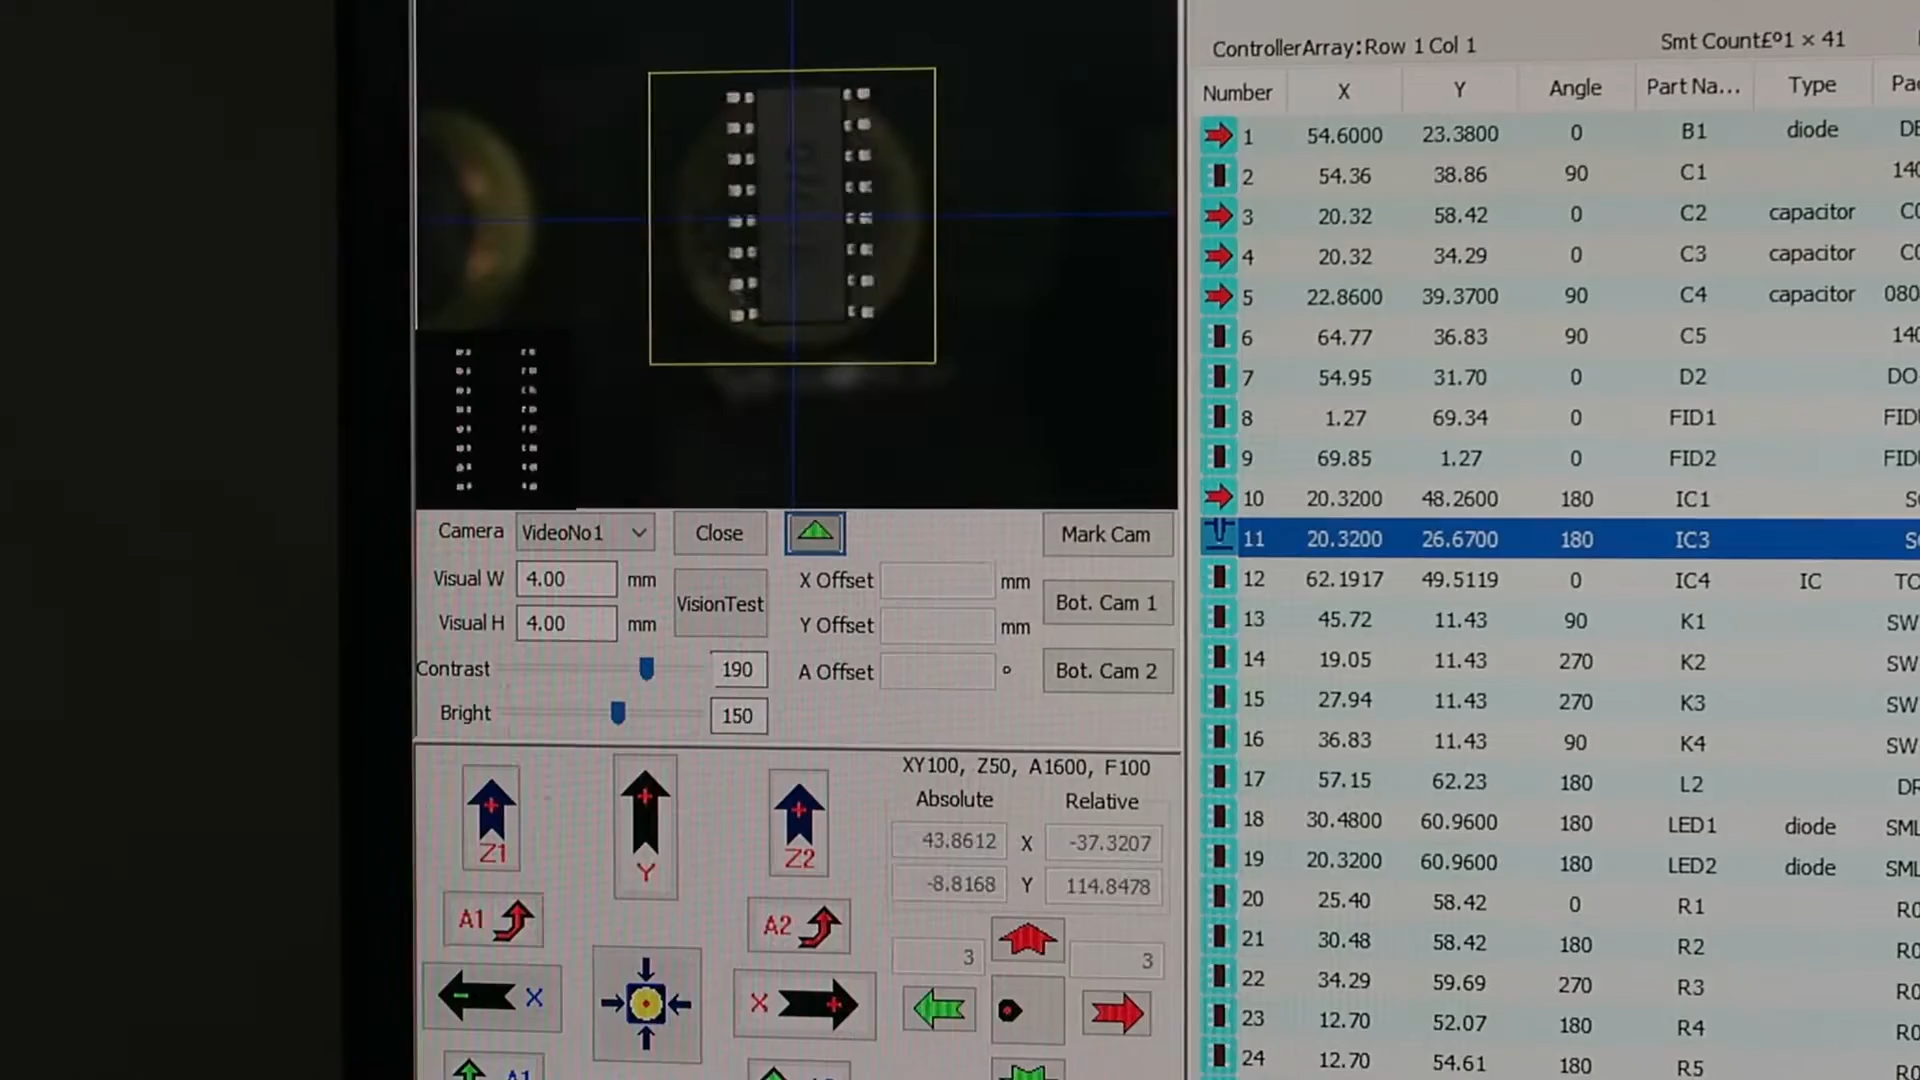 ControllerArray:Row 1 Col 1 Smt Count£º1 × 41
Number X Y Angle Part Na... Type
1 54.6000 23.3800 0 B1 diode
2 54.36 38.86 90 C1
3 20.32 58.42 0 C2 capacitor
4 20.32 34.29 0 C3 capacitor
5 22.8600 39.3700 90 C4 capacitor
6 64.77 36.83 90 C5
7 54.95 31.70 0 D2
8 1.27 69.34 0 FID1
9 69.85 1.27 0 FID2
10 20.3200 48.2600 180 IC1
11 20.3200 26.6700 180 IC3
12 62.1917 49.5119 0 IC4 IC
13 45.72 11.43 90 K1
14 19.05 11.43 270 K2
15 27.94 11.43 270 K3
16 36.83 11.43 90 K4
17 57.15 62.23 180 L2
18 30.4800 60.9600 180 LED1 diode
19 20.3200 60.9600 180 LED2 diode
20 25.40 58.42 0 R1
21 30.48 58.42 180 R2
22 34.29 59.69 270 R3
23 12.70 52.07 180 R4
24 12.70 54.61 180 R5
Camera VideoNo1 Close Mark Cam
Visual W 4.00 mm VisionTest X Offset mm Bot. Cam 1
Visual H 4.00 mm Y Offset mm
Contrast 190 A Offset ° Bot. Cam 2
Bright 150
XY100, Z50, A1600, F100
Absolute Relative
43.8612 X -37.3207
-8.8168 Y 114.8478
Z1 Y Z2
A1 A2
3 3
X X
A1